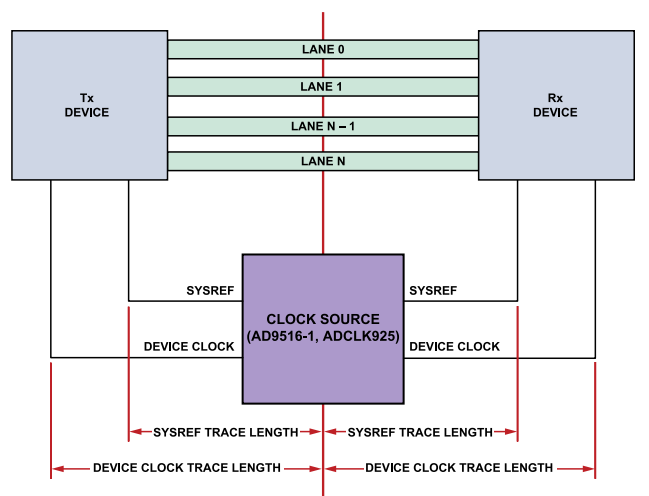 LANE 0
LANE 1
LANE N – 1
LANE N
Tx
DEVICE
Rx
DEVICE
SYSREF
SYSREF
CLOCK SOURCE
(AD9516-1, ADCLK925)
DEVICE CLOCK
DEVICE CLOCK
SYSREF TRACE LENGTH
SYSREF TRACE LENGTH
DEVICE CLOCK TRACE LENGTH
DEVICE CLOCK TRACE LENGTH